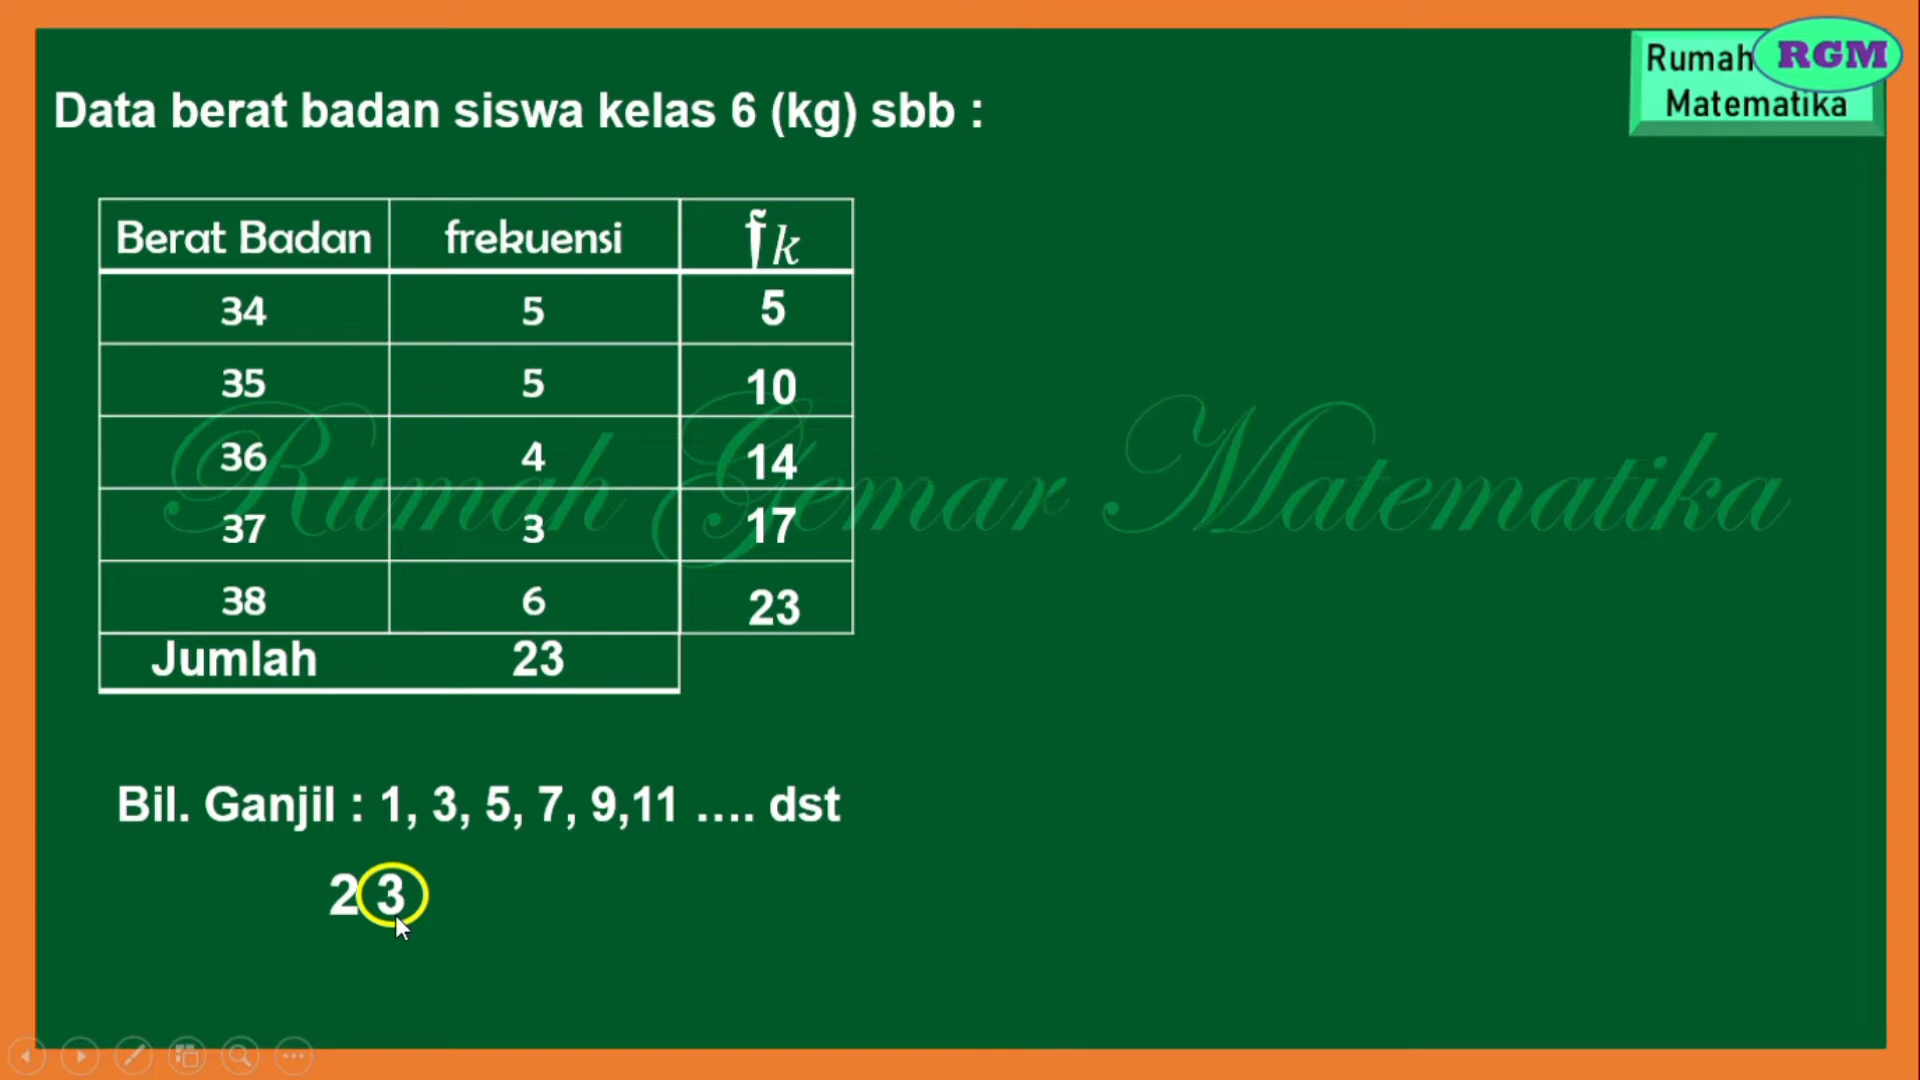 Rumah RGM
Matematika
Data berat badan siswa kelas 6 (kg) sbb :
Berat Badan frekuensi fk
34 5 5
35 5 10
36 4 14
37 3 17
38 6 23
Jumlah 23
Rumah Gemar Matematika
Bil. Ganjil : 1, 3, 5, 7, 9,11 .... dst
23